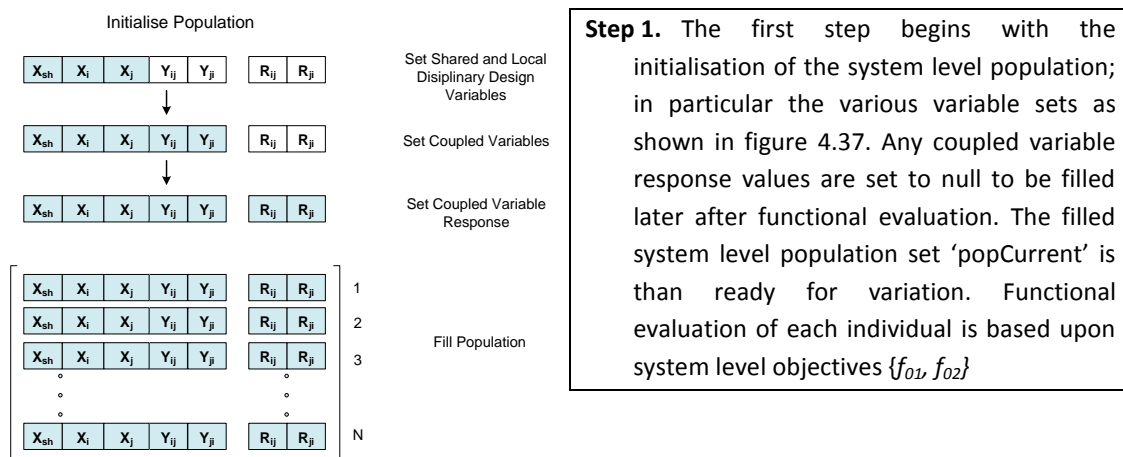 Initialise Population
Xsh Xi Xj Yij Yji Rij Rji
Set Shared and Local
Disiplinary Design
Variables
Xsh Xi Xj Yij Yji Rij Rji
Set Coupled Variables
Xsh Xi Xj Yij Yji Rij Rji
Set Coupled Variable
Response
Xsh Xi Xj Yij Yji Rij Rji 1
Xsh Xi Xj Yij Yji Rij Rji 2
Xsh Xi Xj Yij Yji Rij Rji 3
Fill Population
Xsh Xi Xj Yij Yji Rij Rji N
Step 1. The first step begins with the
initialisation of the system level population;
in particular the various variable sets as
shown in figure 4.37. Any coupled variable
response values are set to null to be filled
later after functional evaluation. The filled
system level population set ‘popCurrent’ is
than ready for variation. Functional
evaluation of each individual is based upon
system level objectives {f01, f02}